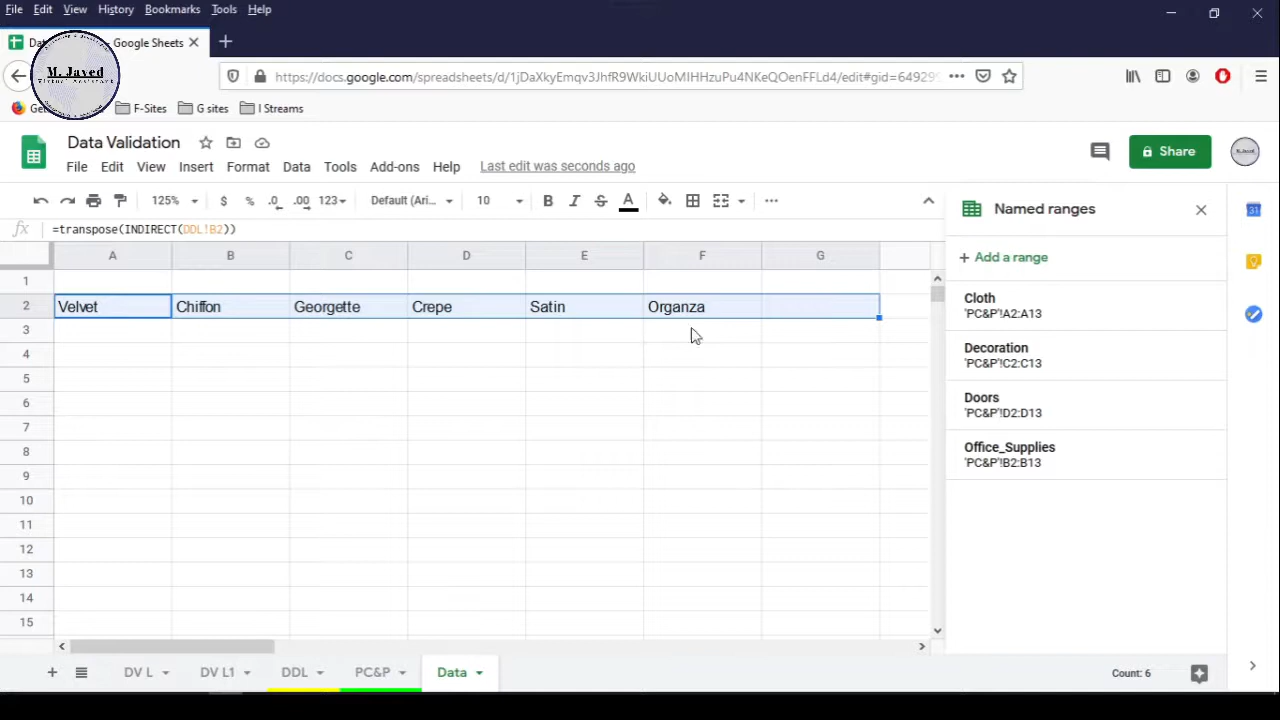 File Edit View History Bookmarks Tools Help
Google Sheets
M. Javed
Virtual Assistant
https://docs.google.com/spreadsheets/d/1jDaXkyEmqv3JhfR9WkiUUoMIHHzuPu4NKeQOenFFLd4/edit#gid=64929
F-Sites G sites I Streams
Data Validation
File Edit View Insert Format Data Tools Add-ons Help Last edit was seconds ago
Share
125% $ % .0 .00 123 Default (Ari... 10 B I S A
Named ranges
fx =transpose(INDIRECT(DDL!B2))
Add a range
A B C D E F G
1
2 Velvet Chiffon Georgette Crepe Satin Organza
3
4
5
6
7
8
9
10
11
12
13
14
15
Cloth
'PC&P'!A2:A13
Decoration
'PC&P'!C2:C13
Doors
'PC&P'!D2:D13
Office_Supplies
'PC&P'!B2:B13
31
DV L DV L1 DDL PC&P Data Count: 6